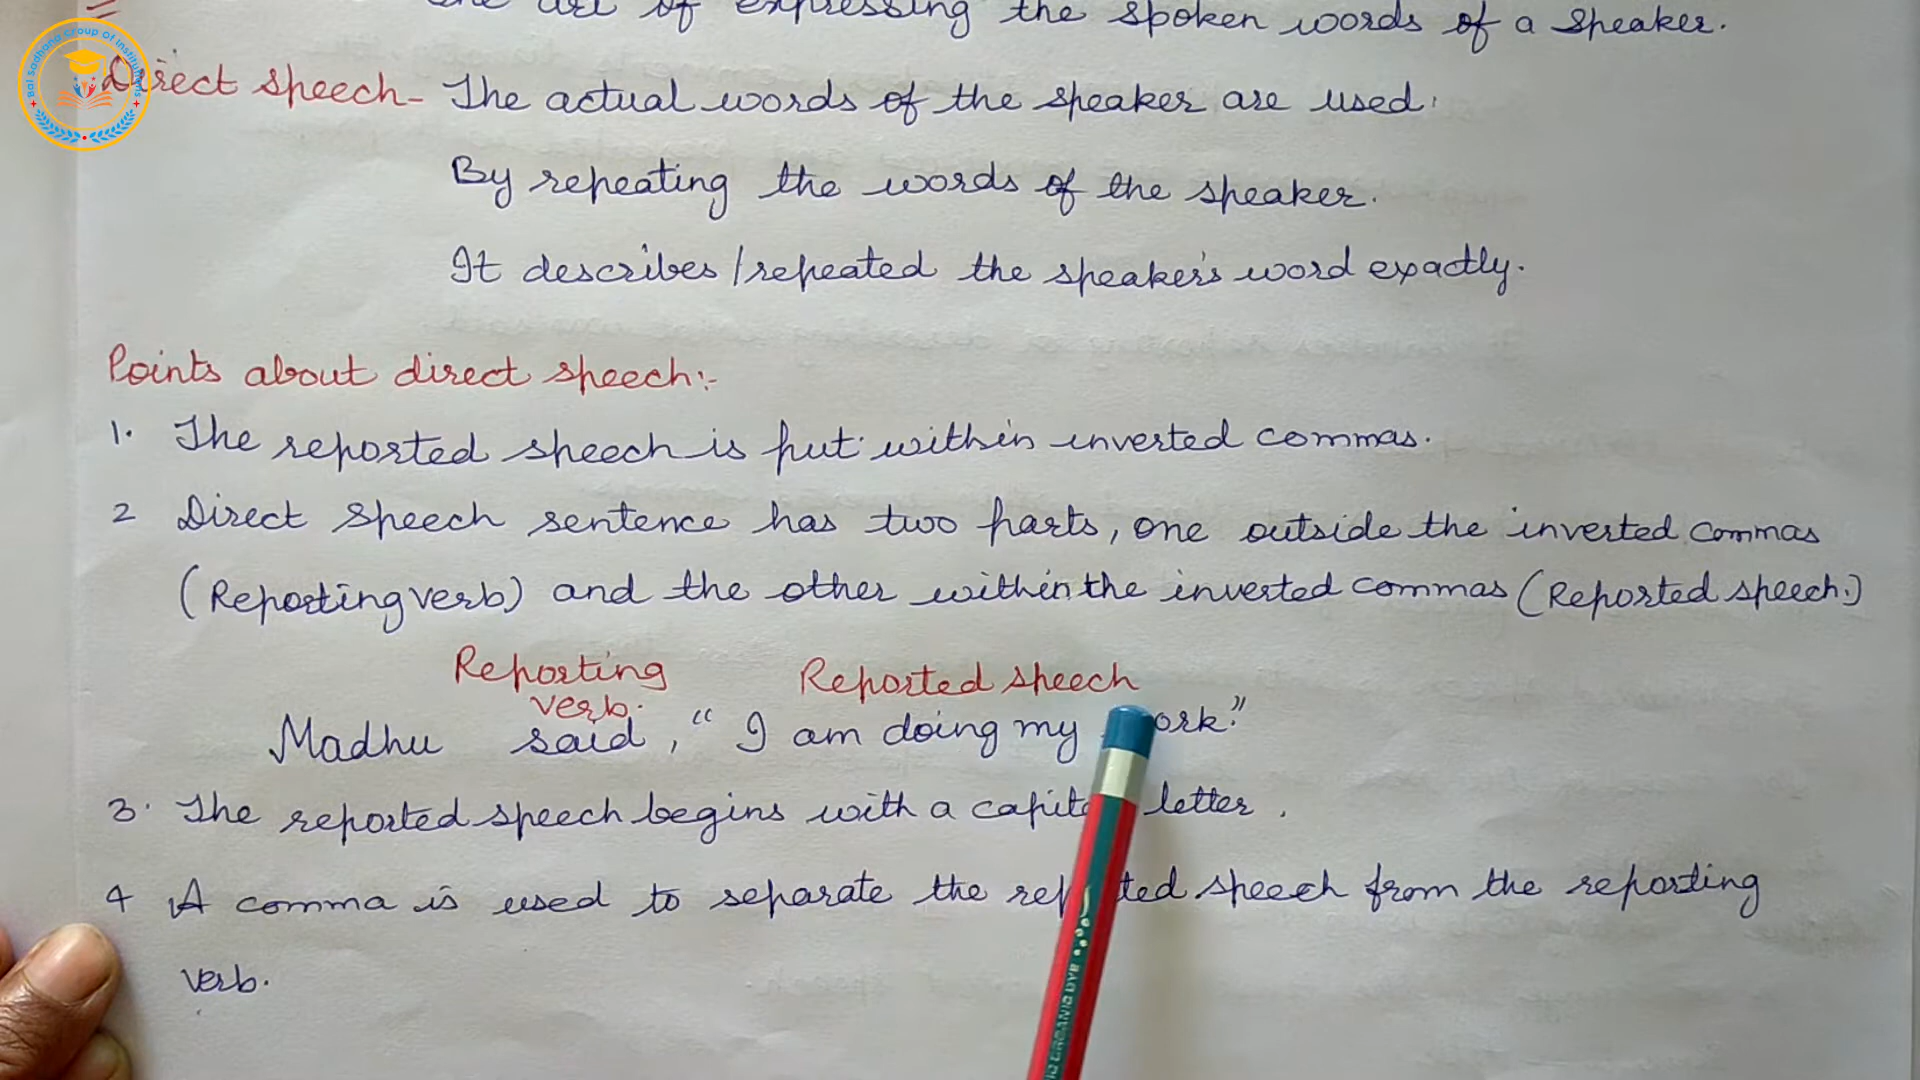 the art of expressing the spoken words of a speaker.
Bal Sadhana Group of Institutions
Direct speech - The actual words of the speaker are used.
By repeating the words of the speaker.
It describes / repeated the speaker's word exactly.
Points about direct speech:-
1. The reported speech is put within inverted commas.
2 Direct speech sentence has two parts, one outside the inverted commas
(Reporting verb) and the other within the inverted commas (Reported speech.)
Reporting verb. Reported speech
Madhu said, "I am doing my work."
3. The reported speech begins with a capital letter.
4 A comma is used to separate the reported speech from the reporting
verb.